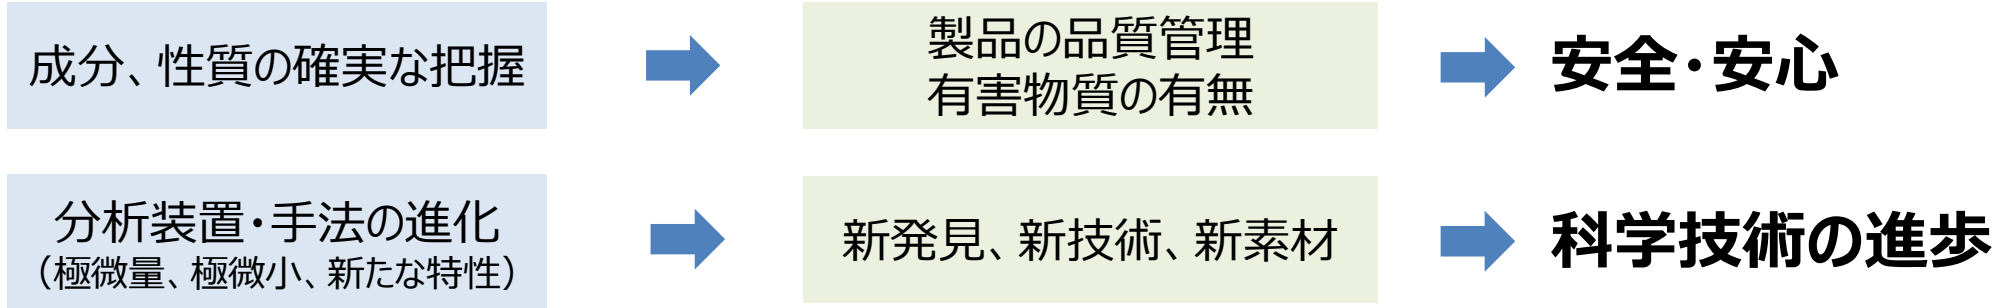 成分、性質の確実な把握
製品の品質管理
有害物質の有無
安全・安心
分析装置・手法の進化
（極微量、極微小、新たな特性）
新発見、新技術、新素材
科学技術の進歩